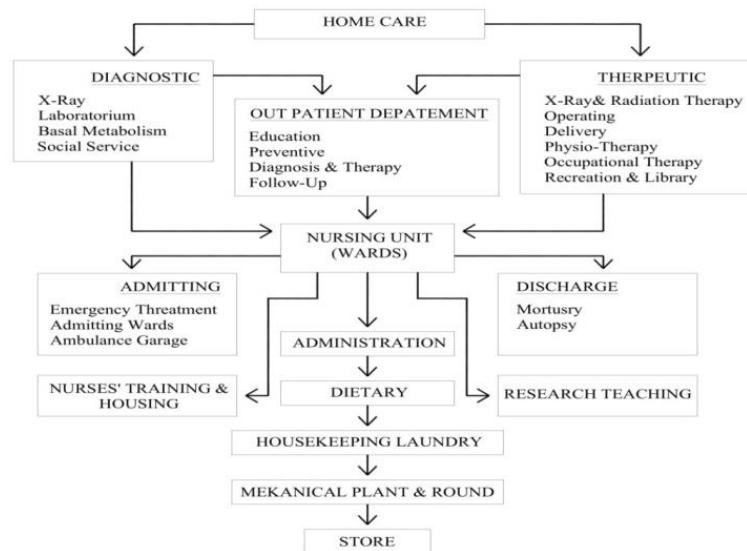 HOME CARE
DIAGNOSTIC
X-Ray
Laboratorium
Basal Metabolism
Social Service
OUT PATIENT DEPATEMENT
Education
Preventive
Diagnosis & Therapy
Follow-Up
THERPEUTIC
X-Ray& Radiation Therapy
Operating
Delivery
Physio-Therapy
Occupational Therapy
Recreation & Library
NURSING UNIT
(WARDS)
ADMITTING
Emergency Threatment
Admitting Wards
Ambulance Garage
DISCHARGE
Mortusry
Autopsy
ADMINISTRATION
NURSES' TRAINING &
HOUSING
DIETARY
RESEARCH TEACHING
HOUSEKEEPING LAUNDRY
MEKANICAL PLANT & ROUND
STORE